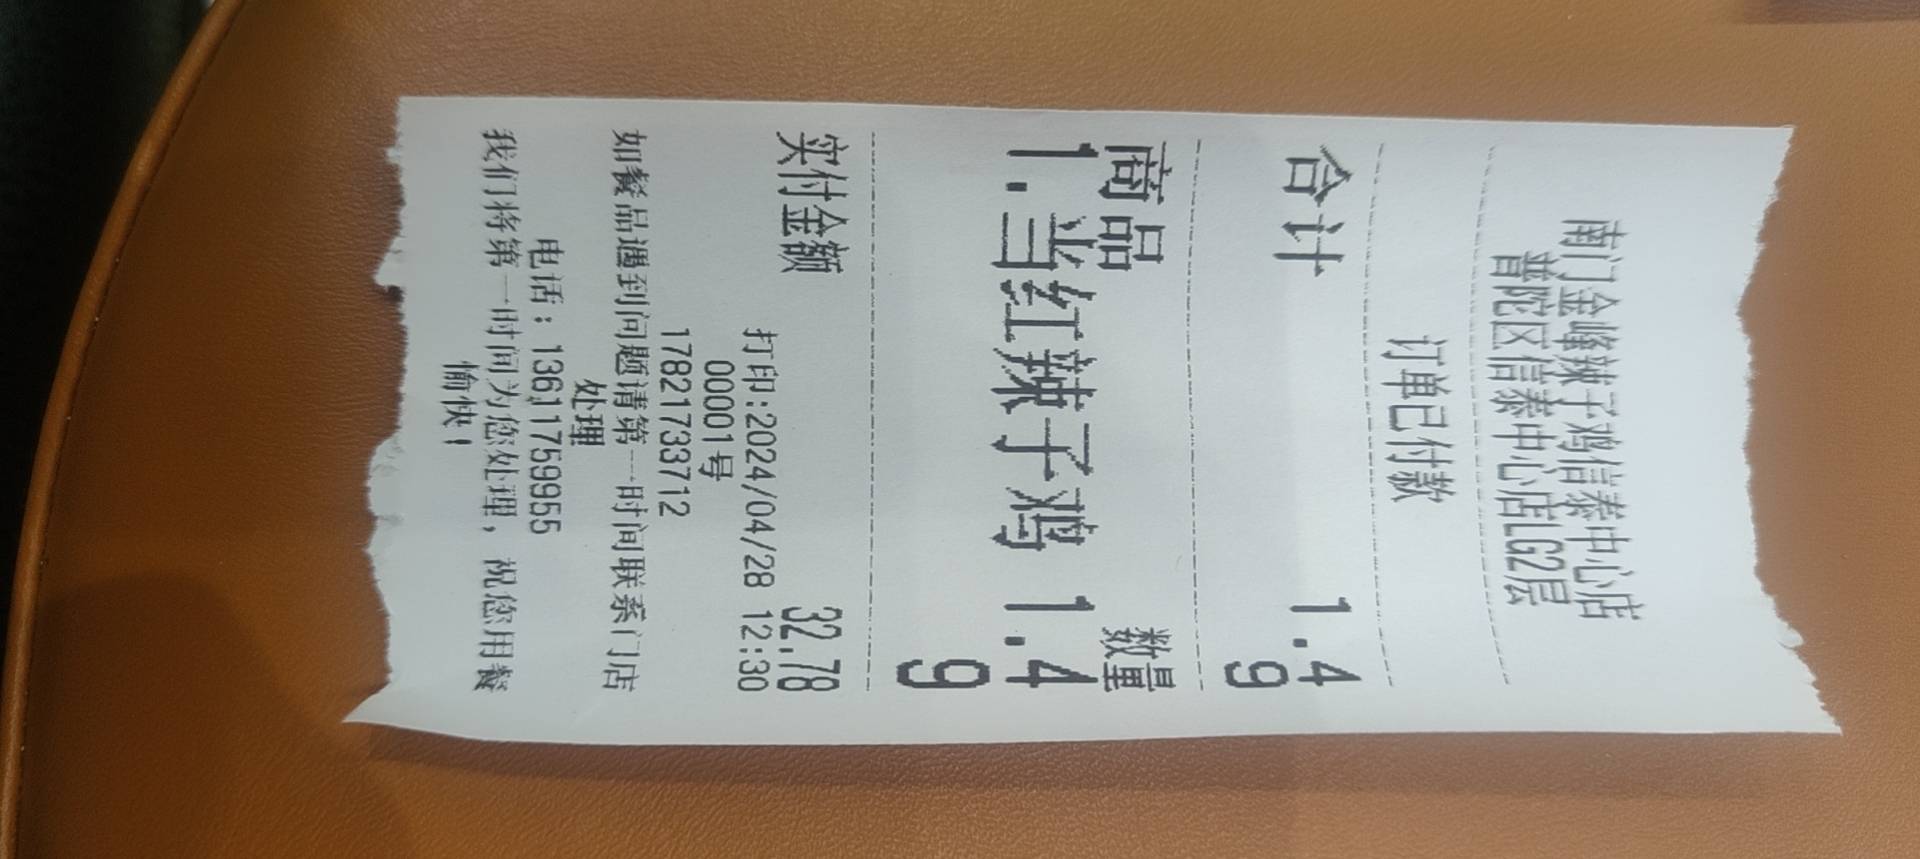 南门金峰辣子鸡信泰中心店
普陀区信泰中心店LG2层
订单已付款
合计 1.4
9
商品 数量
1.当红辣子鸡 1.4
9
实付金额 32.78
打印:2024/04/28 12:30
00001号
17821733712
如餐品遇到问题请第一时间联系门店
处理
电话：13611759955
我们将第一时间为您处理，祝您用餐
愉快！